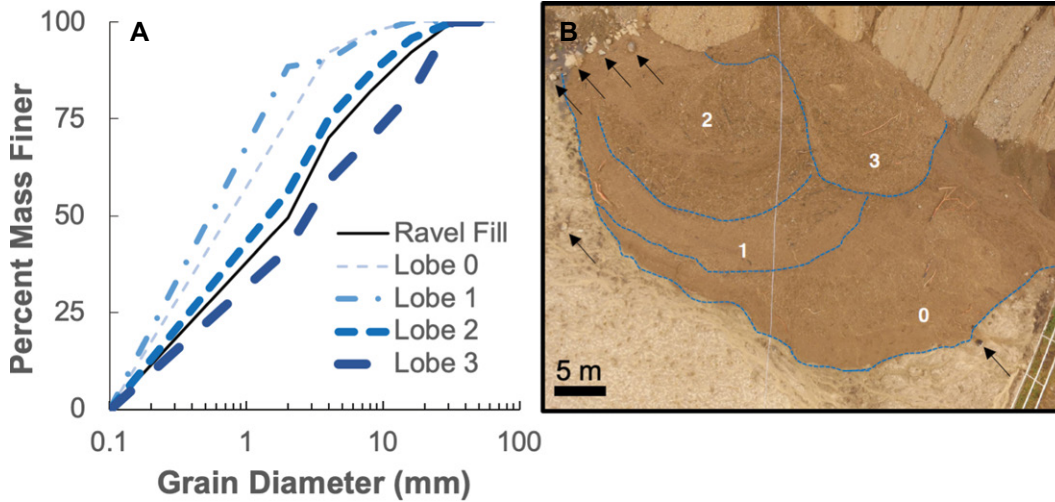 A
Percent Mass Finer
100
75
50
25
0
0.1 1 10 100
Grain Diameter (mm)
Ravel Fill
Lobe 0
Lobe 1
Lobe 2
Lobe 3
B
2
3
1
0
5 m